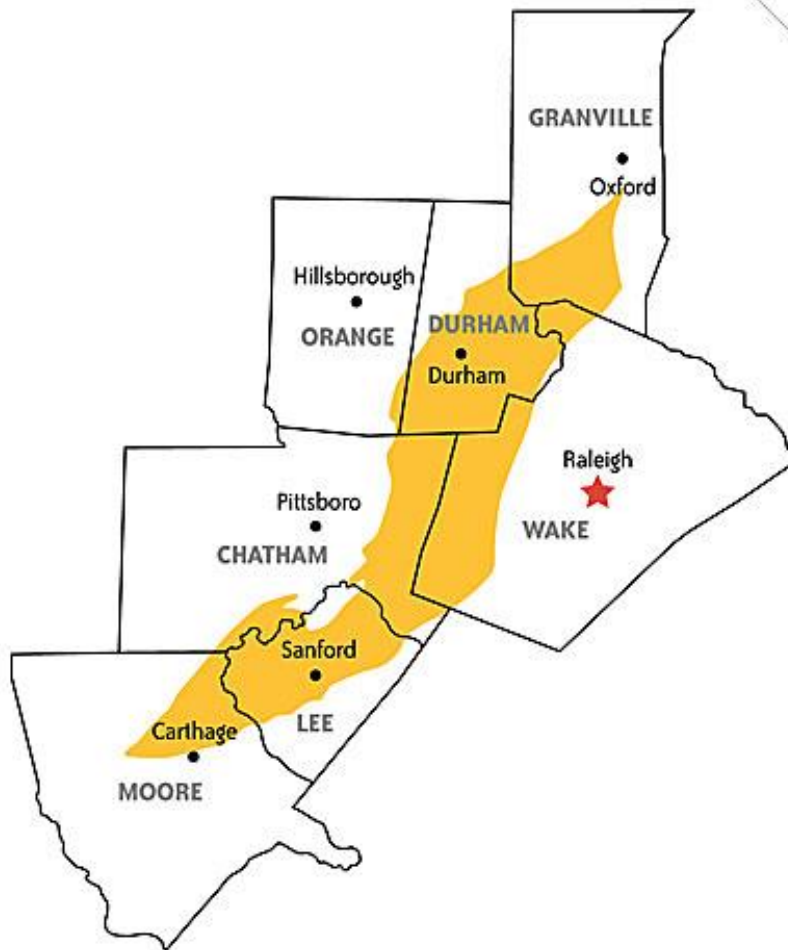 GRANVILLE
Oxford
Hillsborough
ORANGE
DURHAM
Durham
Raleigh
WAKE
Pittsboro
CHATHAM
Sanford
LEE
Carthage
MOORE